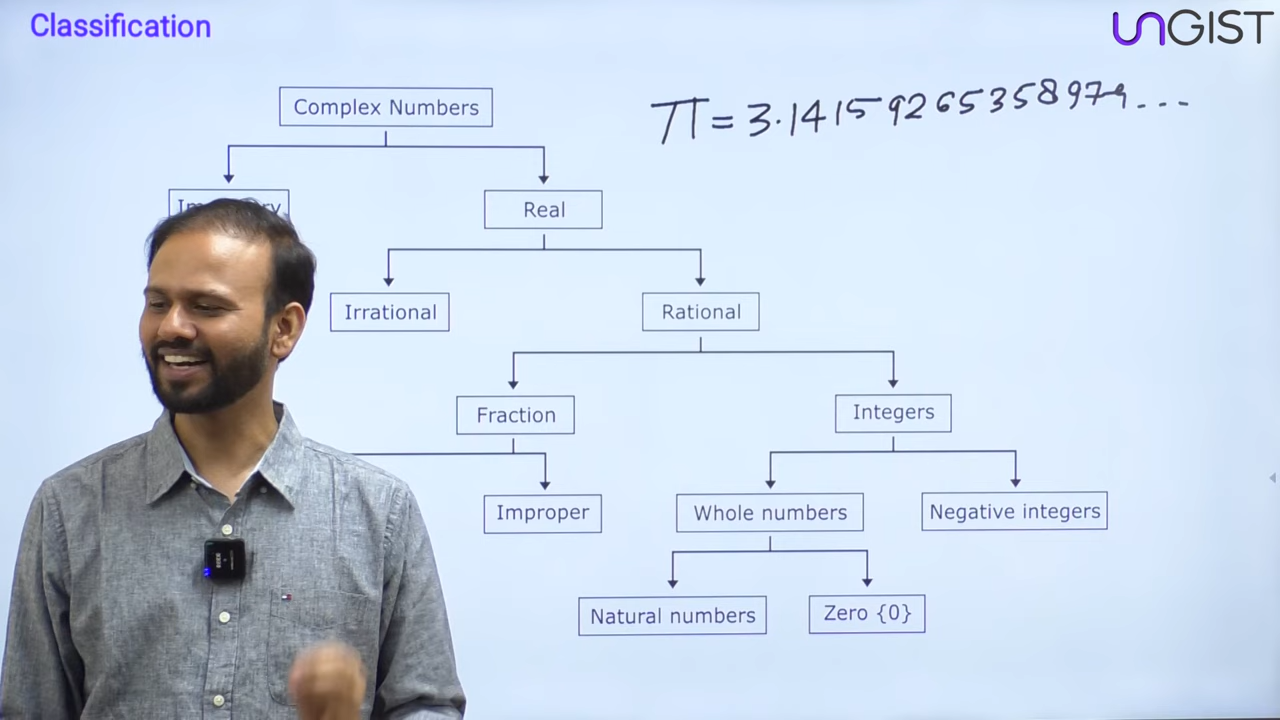 Classification
UNGIST
Complex Numbers
π = 3.14159265358979...
Real
Irrational
Rational
Fraction
Integers
Improper
Whole numbers
Negative integers
Natural numbers
Zero {0}